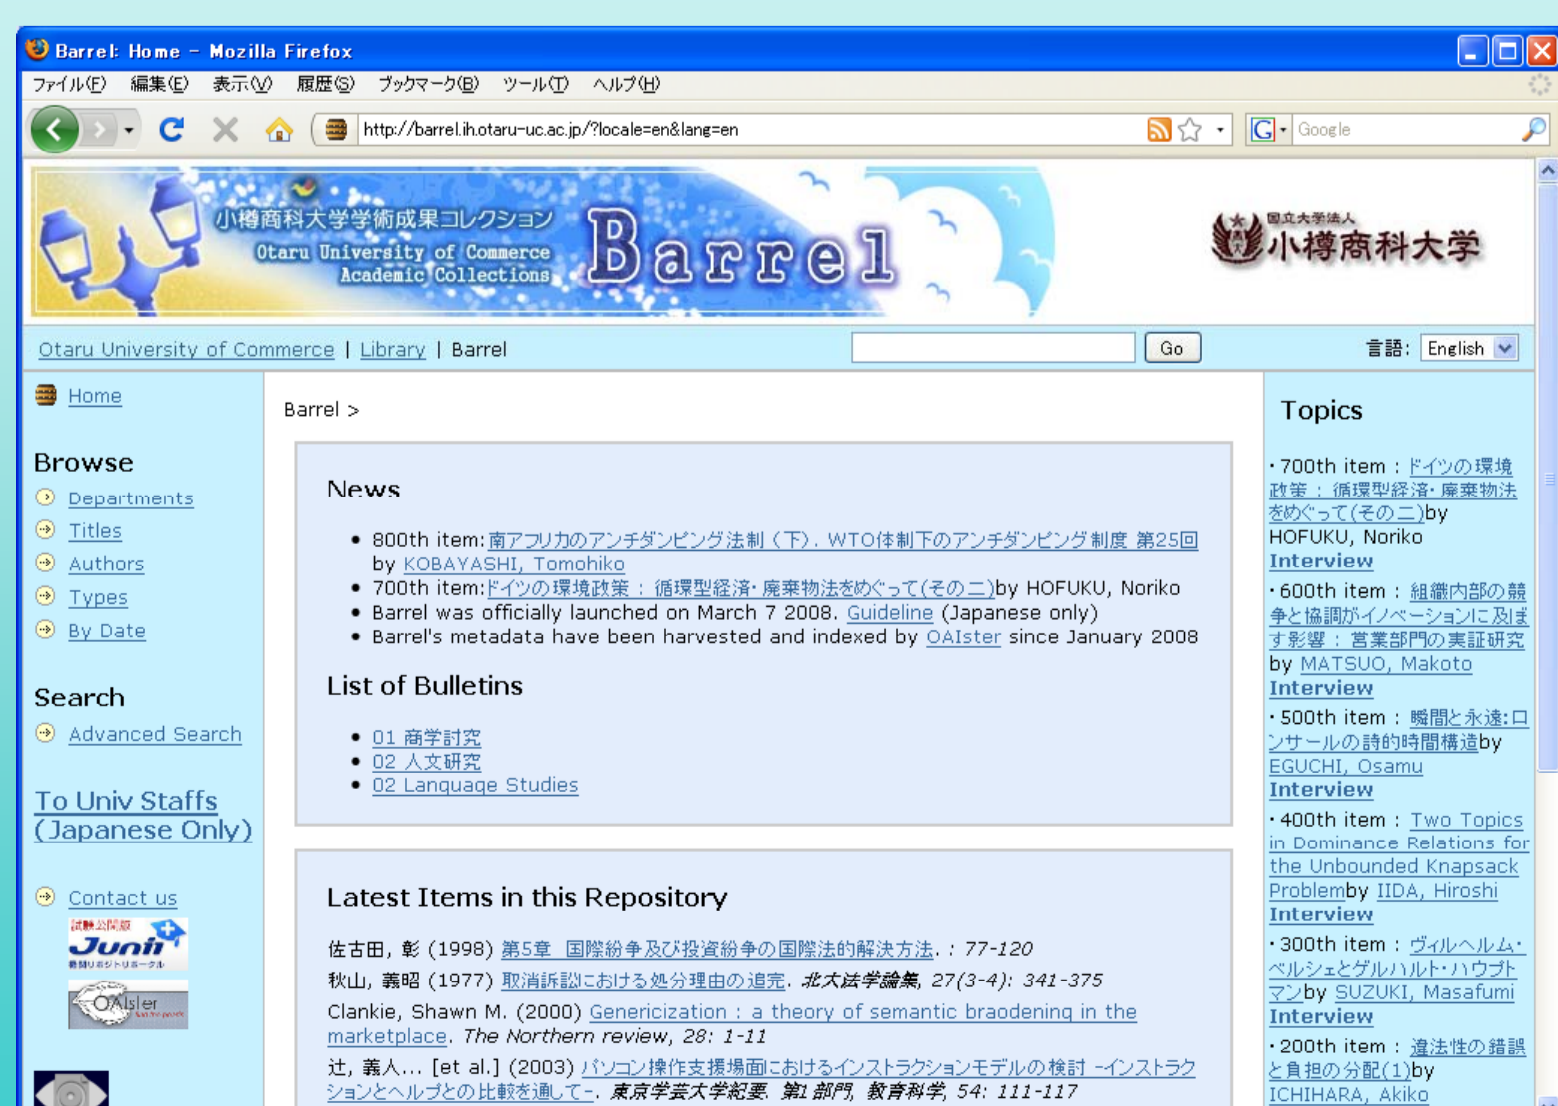 Barrel: Home - Mozilla Firefox
ファイル(F) 編集(E) 表示(V) 履歴(S) ブックマーク(B) ツール(T) ヘルプ(H)
http://barrel.ih.otaru-uc.ac.jp/?locale=en&lang=en
Google
小樽商科大学学術成果コレクション
Otaru University of Commerce
Academic Collections
Barrel
国立大学法人
小樽商科大学
Otaru University of Commerce | Library | Barrel
Go
言語: English
Home
Browse
Departments
Titles
Authors
Types
By Date
Search
Advanced Search
To Univ Staffs
(Japanese Only)
Contact us
試験公開版
Junii
機関リポジトリポータル
OAIster
Barrel >
News
• 800th item:南アフリカのアンチダンピング法制（下）. WTO体制下のアンチダンピング制度 第25回
by KOBAYASHI, Tomohiko
• 700th item:ドイツの環境政策 : 循環型経済・廃棄物法をめぐって(その二)by HOFUKU, Noriko
• Barrel was officially launched on March 7 2008. Guideline (Japanese only)
• Barrel's metadata have been harvested and indexed by OAIster since January 2008
List of Bulletins
• 01 商学討究
• 02 人文研究
• 02 Language Studies
Latest Items in this Repository
佐古田, 彰 (1998) 第5章 国際紛争及び投資紛争の国際法的解決方法. : 77-120
秋山, 義昭 (1977) 取消訴訟における処分理由の追完. 北大法学論集, 27(3-4): 341-375
Clankie, Shawn M. (2000) Genericization : a theory of semantic braodening in the
marketplace. The Northern review, 28: 1-11
辻, 義人... [et al.] (2003) パソコン操作支援場面におけるインストラクションモデルの検討 -インストラク
ションとヘルプとの比較を通して-. 東京学芸大学紀要. 第1部門, 教育科学, 54: 111-117
Topics
・700th item : ドイツの環境
政策 : 循環型経済・廃棄物法
をめぐって(その二)by
HOFUKU, Noriko
Interview
・600th item : 組織内部の競
争と協調がイノベーションに及ぼ
す影響 : 営業部門の実証研究
by MATSUO, Makoto
Interview
・500th item : 瞬間と永遠:ロ
ンサールの詩的時間構造by
EGUCHI, Osamu
Interview
・400th item : Two Topics
in Dominance Relations for
the Unbounded Knapsack
Problemby IIDA, Hiroshi
Interview
・300th item : ヴィルヘルム・
ベルシェとゲルハルト・ハウプト
マンby SUZUKI, Masafumi
Interview
・200th item : 違法性の錯誤
と負担の分配(1)by
ICHIHARA, Akiko